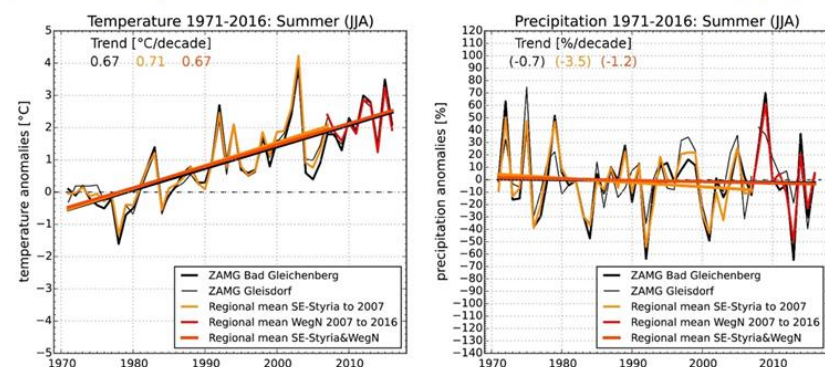 Temperature 1971-2016: Summer (JJA)
Trend [°C/decade]
0.67 0.71 0.67
temperature anomalies [°C]
5
4
3
2
1
0
−1
−2
−3
−4
−5
1970 1980 1990 2000 2010
ZAMG Bad Gleichenberg
ZAMG Gleisdorf
Regional mean SE-Styria to 2007
Regional mean WegN 2007 to 2016
Regional mean SE-Styria&WegN
Precipitation 1971-2016: Summer (JJA)
Trend [%/decade]
(-0.7) (-3.5) (-1.2)
precipitation anomalies [%]
120
110
100
90
80
70
60
50
40
30
20
10
0
−10
−20
−30
−40
−50
−60
−70
−80
−90
−100
−110
−120
−130
−140
1970 1980 1990 2000 2010
ZAMG Bad Gleichenberg
ZAMG Gleisdorf
Regional mean SE-Styria to 2007
Regional mean WegN 2007 to 2016
Regional mean SE-Styria&WegN